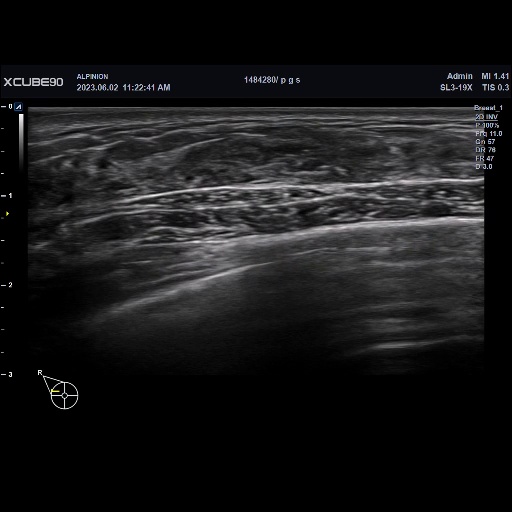 XCUBE90
ALPINION
2023.06.02 11:22:41 AM
1484280/ p g s
Admin MI 1.41
SL3-19X TIS 0.3
Breast_1
2D INV
P 100%
Frq 11.0
Gn 57
DR 76
FR 47
D 3.0
0
1
2
3
R